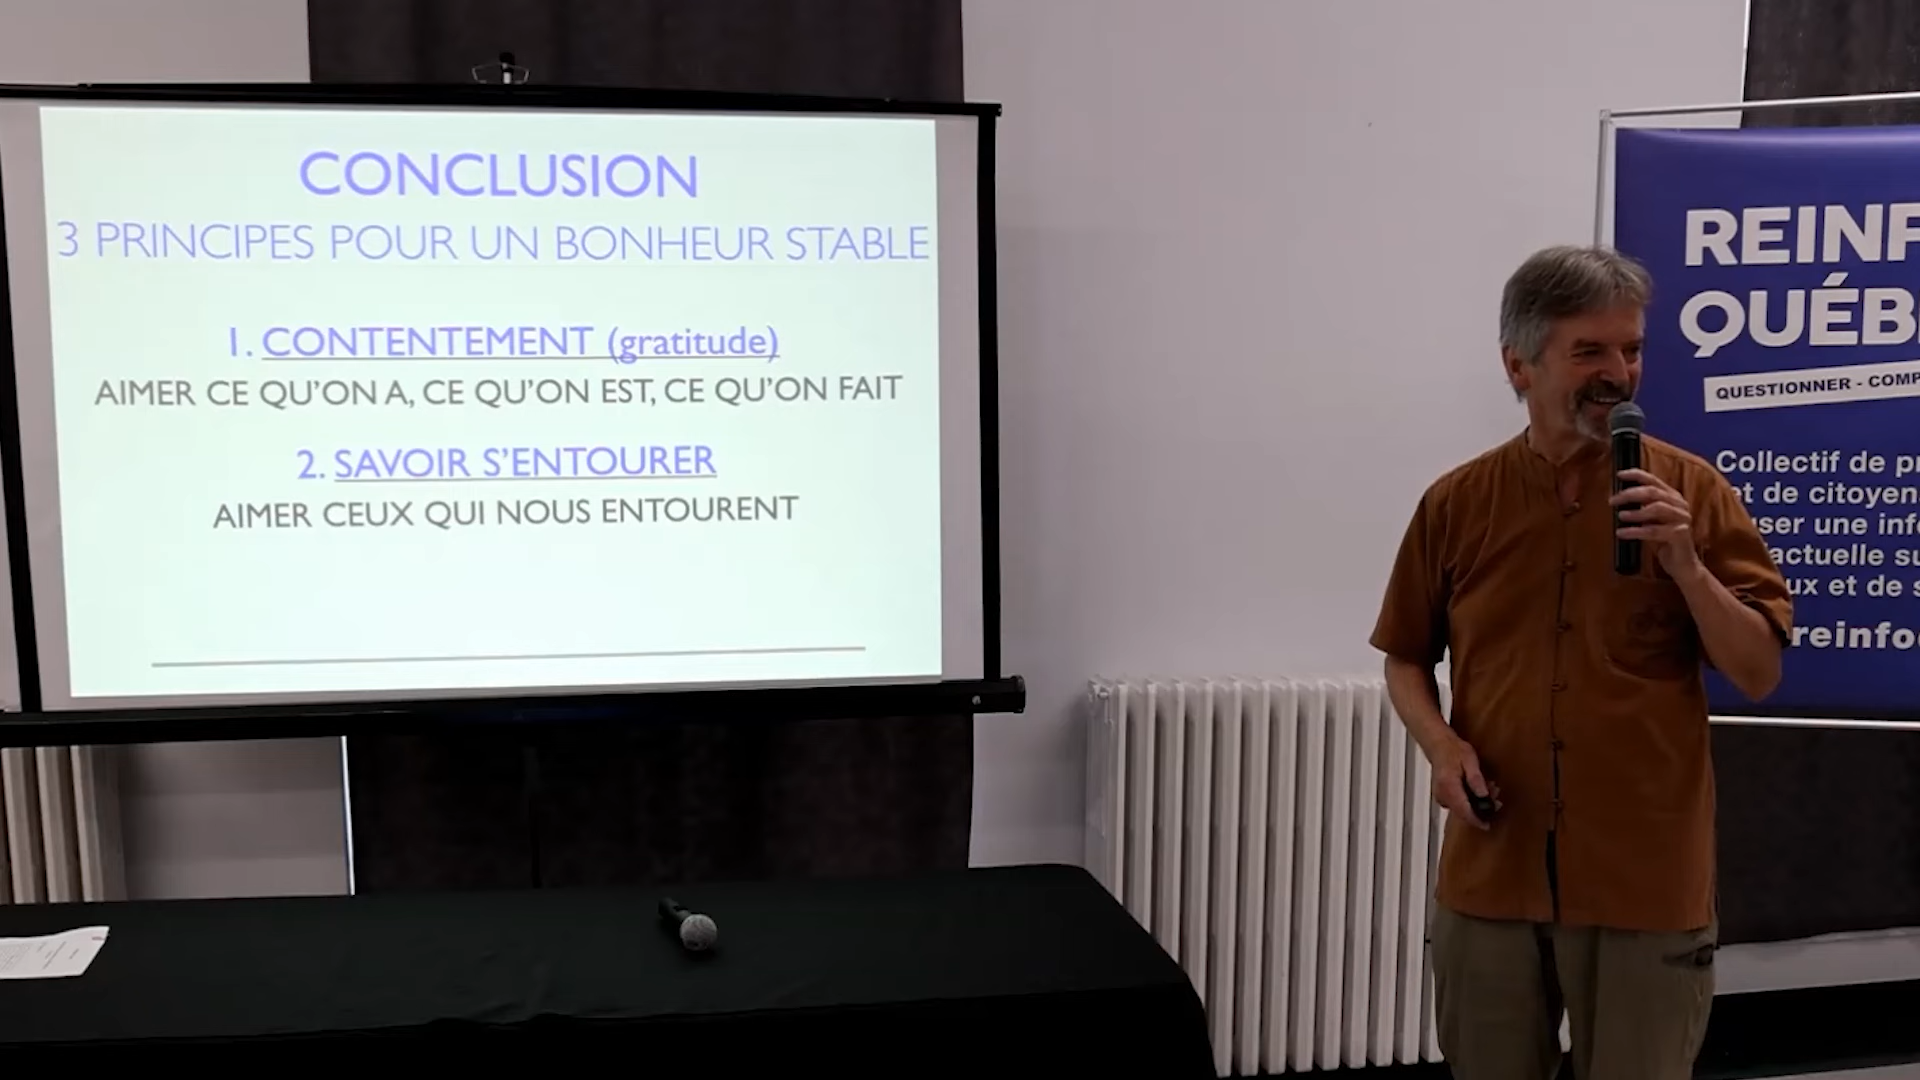 CONCLUSION
3 PRINCIPES POUR UN BONHEUR STABLE
1. CONTENTEMENT (gratitude)
AIMER CE QU'ON A, CE QU'ON EST, CE QU'ON FAIT
2. SAVOIR S'ENTOURER
AIMER CEUX QUI NOUS ENTOURENT
REINF
QUÉB
QUESTIONNER - COMP
Collectif de p
et de citoyen
user une info
factuelle su
ux et de s
reinfo